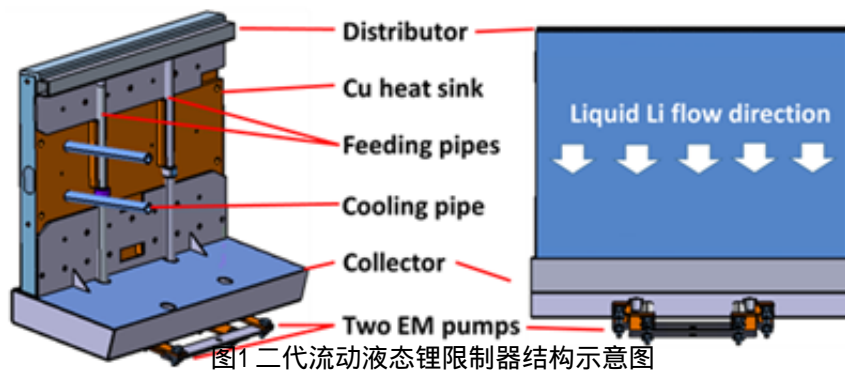 Distributor
Cu heat sink
Liquid Li flow direction
Feeding pipes
Cooling pipe
Collector
Two EM pumps
图1 二代流动液态锂限制器结构示意图